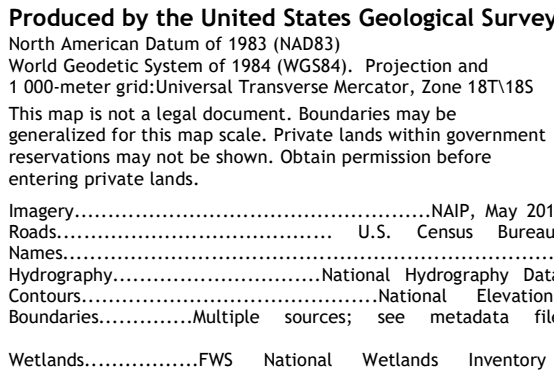 Produced by the United States Geological Survey
North American Datum of 1983 (NAD83)
World Geodetic System of 1984 (WGS84). Projection and
1 000-meter grid:Universal Transverse Mercator, Zone 18T\18S
This map is not a legal document. Boundaries may be
generalized for this map scale. Private lands within government
reservations may not be shown. Obtain permission before
entering private lands.
Imagery..................................................NAIP, May 201
Roads....................................... U.S. Census Bureau
Names.....................................................................
Hydrography.............................National Hydrography Data
Contours..........................................National Elevation
Boundaries..............Multiple sources; see metadata file
Wetlands................FWS National Wetlands Inventory